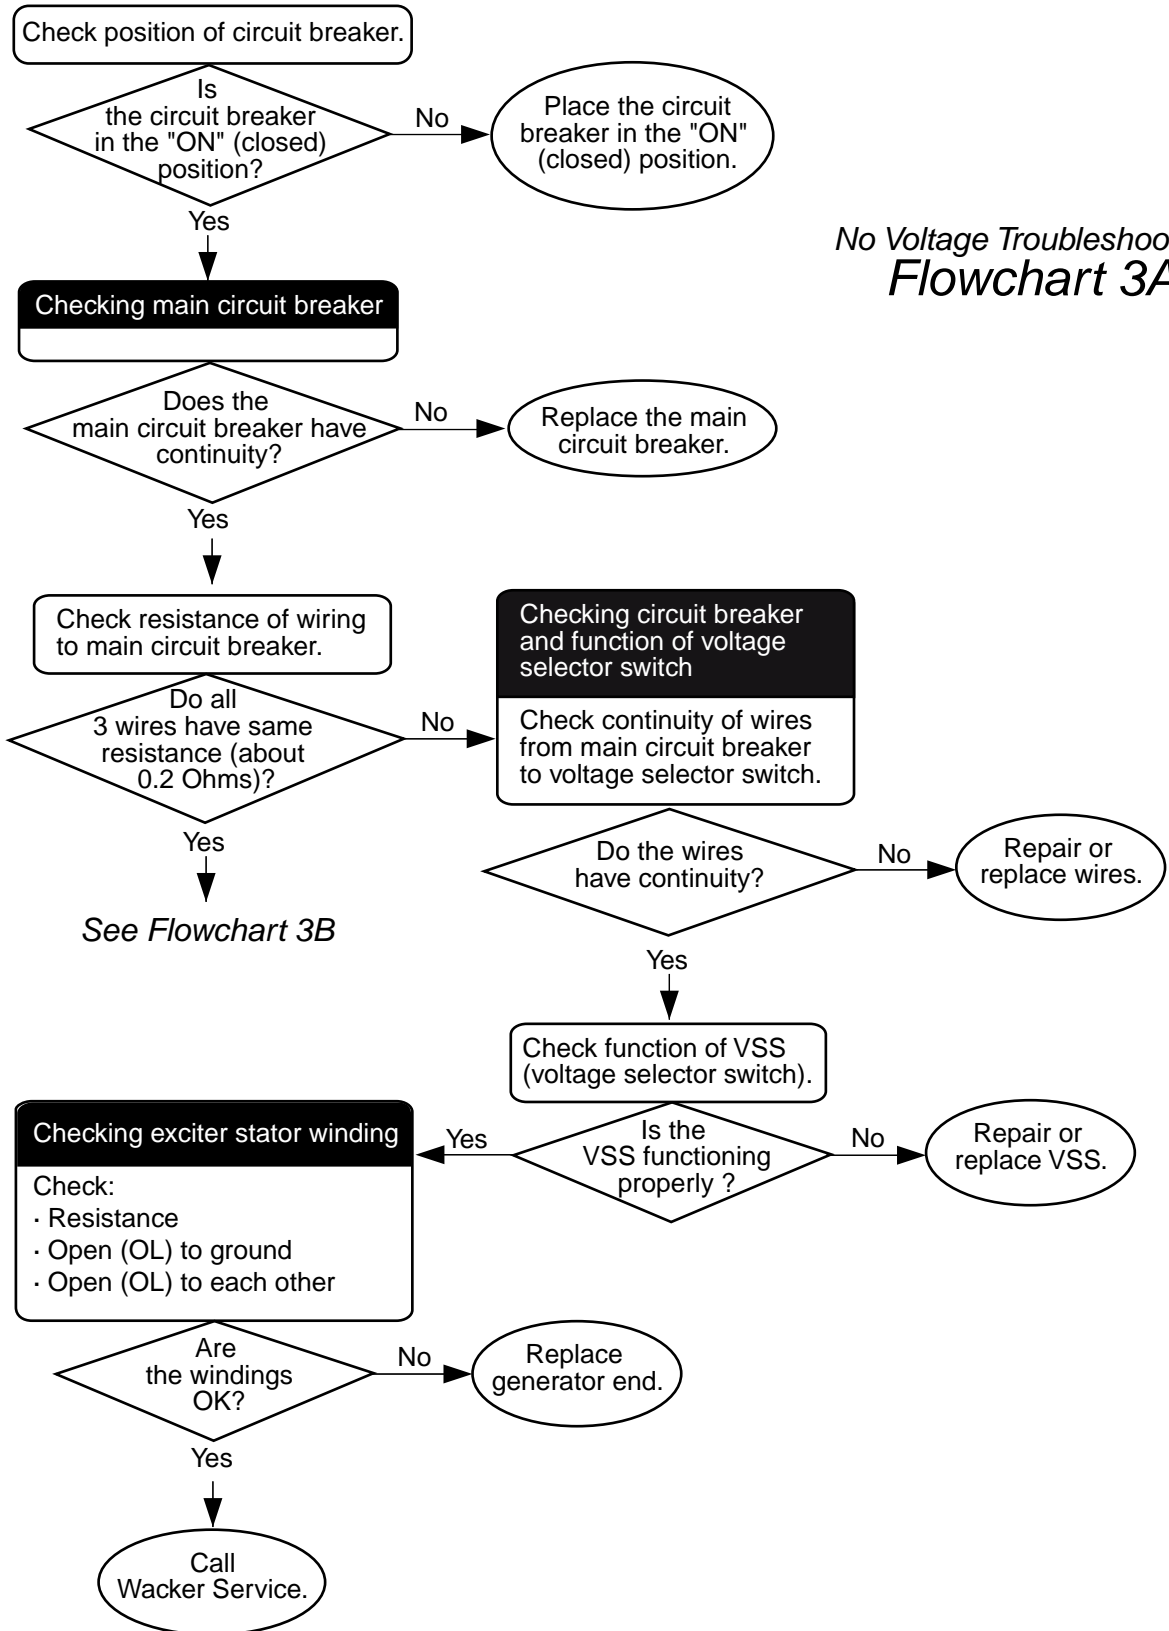 Check position of circuit breaker.
Is
the circuit breaker
in the "ON" (closed)
position?
No
Place the circuit
breaker in the "ON"
(closed) position.
Yes
No Voltage Troubleshoo
Flowchart 3A
Checking main circuit breaker
Does the
main circuit breaker have
continuity?
No
Replace the main
circuit breaker.
Yes
Check resistance of wiring
to main circuit breaker.
Do all
3 wires have same
resistance (about
0.2 Ohms)?
No
Checking circuit breaker
and function of voltage
selector switch
Check continuity of wires
from main circuit breaker
to voltage selector switch.
Yes
See Flowchart 3B
Do the wires
have continuity?
No
Repair or
replace wires.
Yes
Check function of VSS
(voltage selector switch).
Is the
VSS functioning
properly ?
No
Repair or
replace VSS.
Yes
Checking exciter stator winding
Check:
· Resistance
· Open (OL) to ground
· Open (OL) to each other
Are
the windings
OK?
No
Replace
generator end.
Yes
Call
Wacker Service.